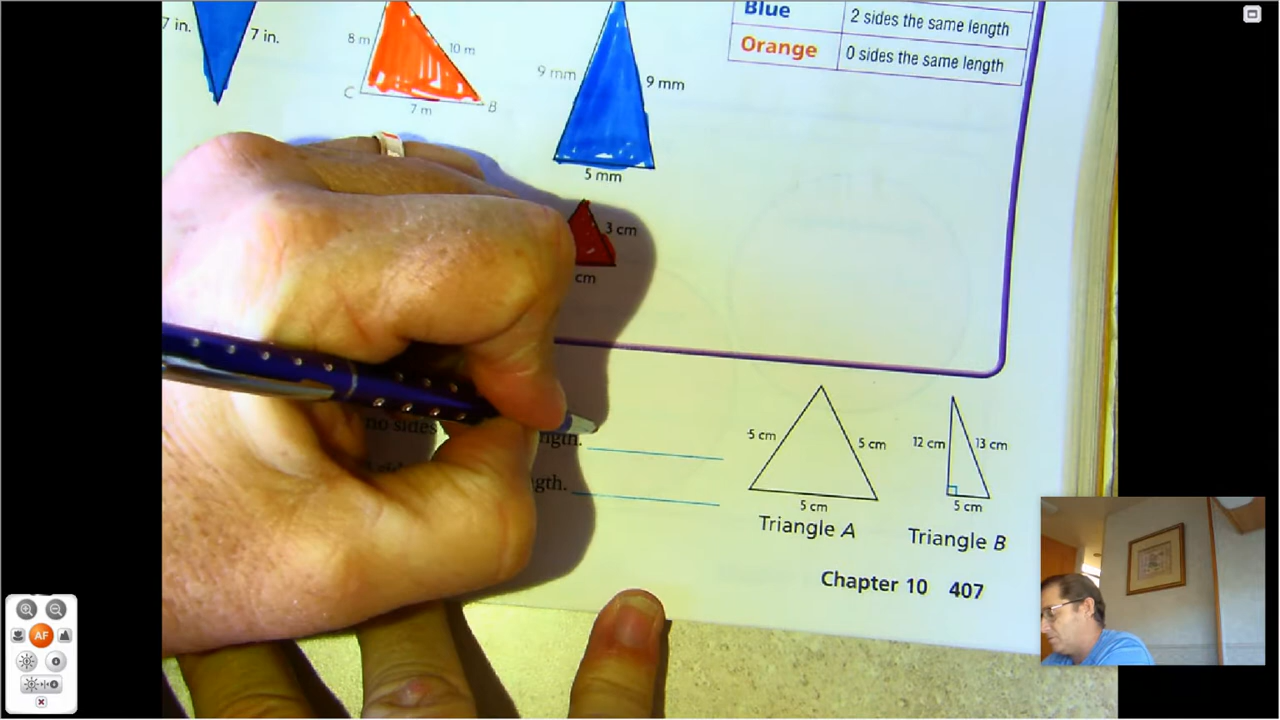 Blue 2 sides the same length
Orange 0 sides the same length
7 in. 7 in.
8 m 10 m
C 7 m B
9 mm 9 mm
5 mm
3 cm
cm
no sides
5 cm 5 cm
5 cm
Triangle A
12 cm 13 cm
5 cm
Triangle B
Chapter 10 407
AF